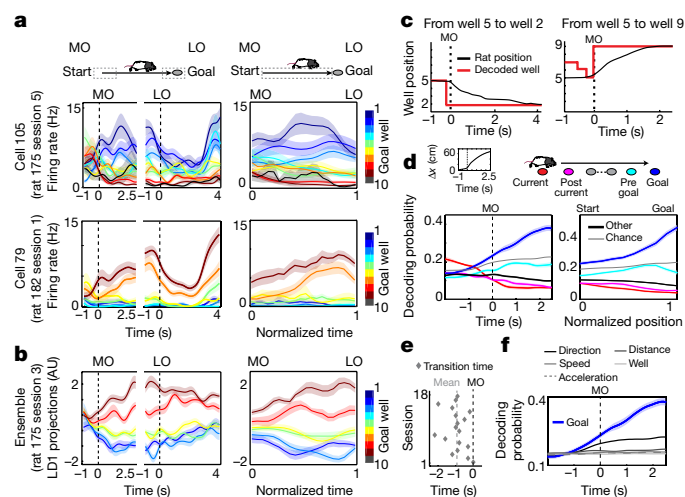 a
MO LO MO LO
Start Goal Start Goal
MO LO
Cell 105
(rat 175 session 5)
Firing rate (Hz)
15
0
−1 0 2.5 −1 0 4 0 1
1
Goal well
10
Cell 79
(rat 182 session 1)
Firing rate (Hz)
15
0
−1 0 2.5 −1 0 4 0 1
Time (s) Normalized time
1
Goal well
10
b
MO LO MO LO
Ensemble
(rat 175 session 3)
LD1 projections (AU)
2
−2
−1 0 2.5 −1 0 4 0 1
Time (s) Normalized time
1
Goal well
10
c
From well 5 to well 2 From well 5 to well 9
MO MO
Well position
9
5
2
Rat position
Decoded well
−1 0 4
Time (s)
9
5
1
−1 0 2
Time (s)
d
Δx (cm)
60
0
−1 2.5
Time (s)
Current
Post current
Pre goal
Goal
MO Start Goal
Decoding probability
0.4
0.2
0
−2 −1 0 1 2
Time (s)
Other
Chance
0.4
0.2
0
0 1
Normalized position
e
Transition time
Mean MO
Session
18
1
−2 −1 0
Time (s)
f
Direction Distance
Speed Well
Acceleration
MO
Decoding probability
0.4
0.1
Goal
−2 0 2
Time (s)